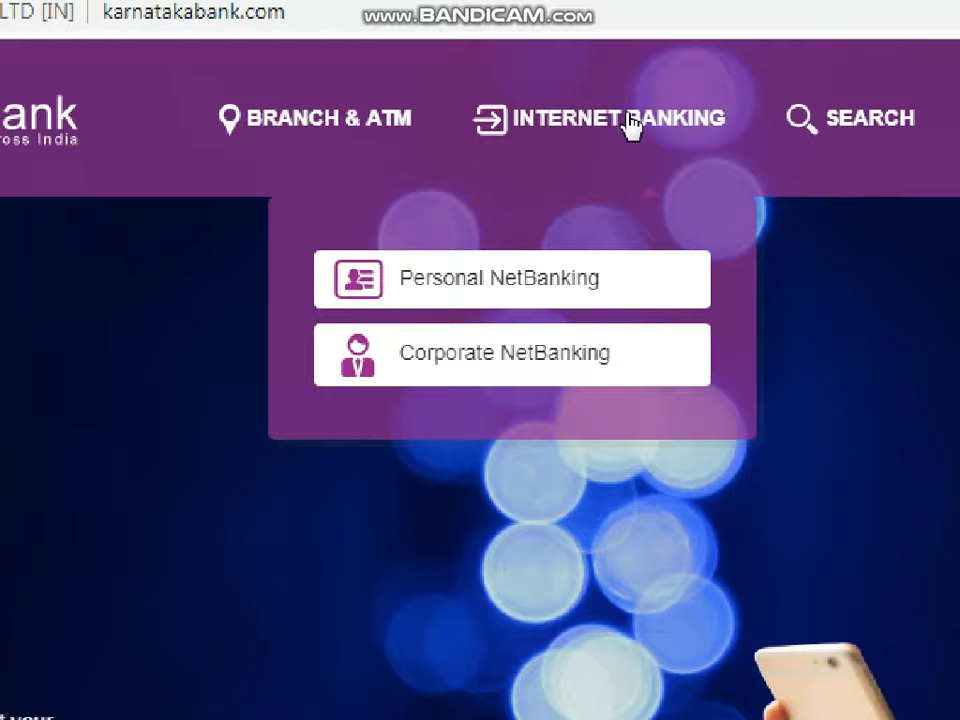 LTD [IN] karnatakabank.com
www.BANDICAM.com
ank
ross India
BRANCH & ATM
INTERNET BANKING
SEARCH
Personal NetBanking
Corporate NetBanking